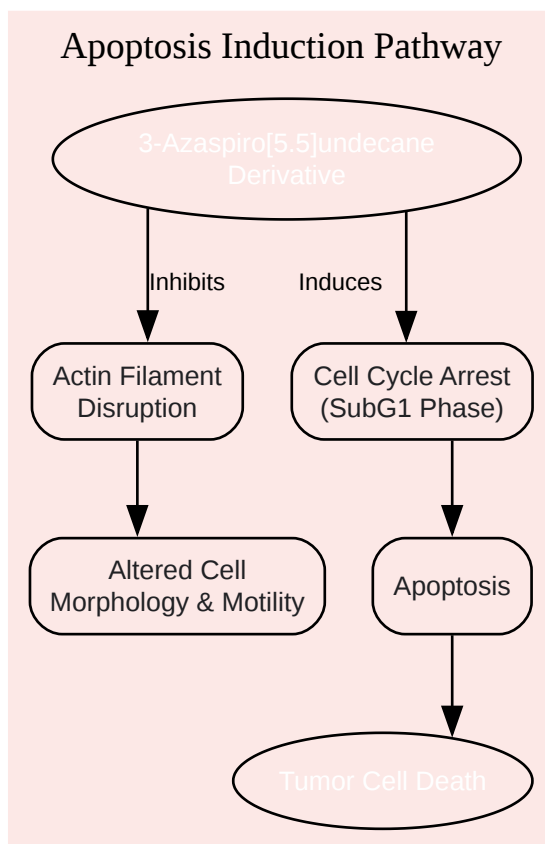 Apoptosis Induction Pathway
3-Azaspiro[5.5]undecane
Derivative
Inhibits
Induces
Actin Filament
Disruption
Cell Cycle Arrest
(SubG1 Phase)
Altered Cell
Morphology & Motility
Apoptosis
Tumor Cell Death